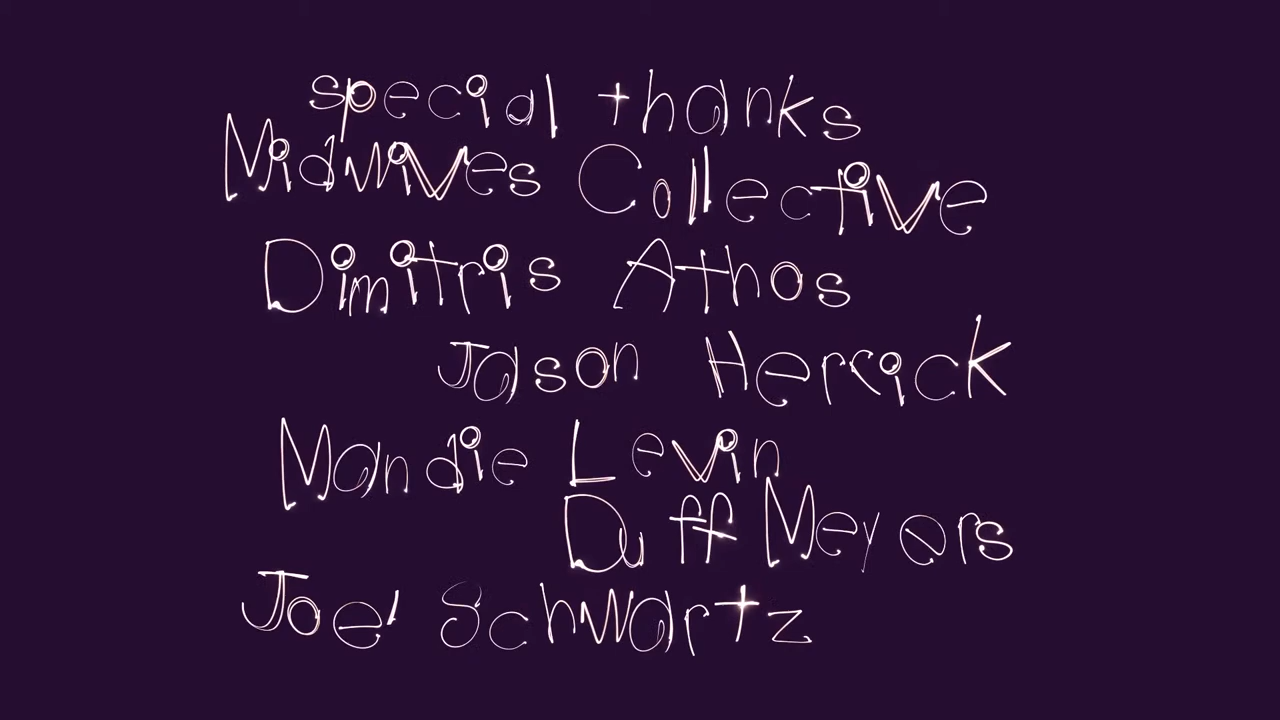 special thanks
Midwives Collective
Dimitris Athos
Jason Herrick
Mandie Levin
Duff Meyers
Joel Schwartz